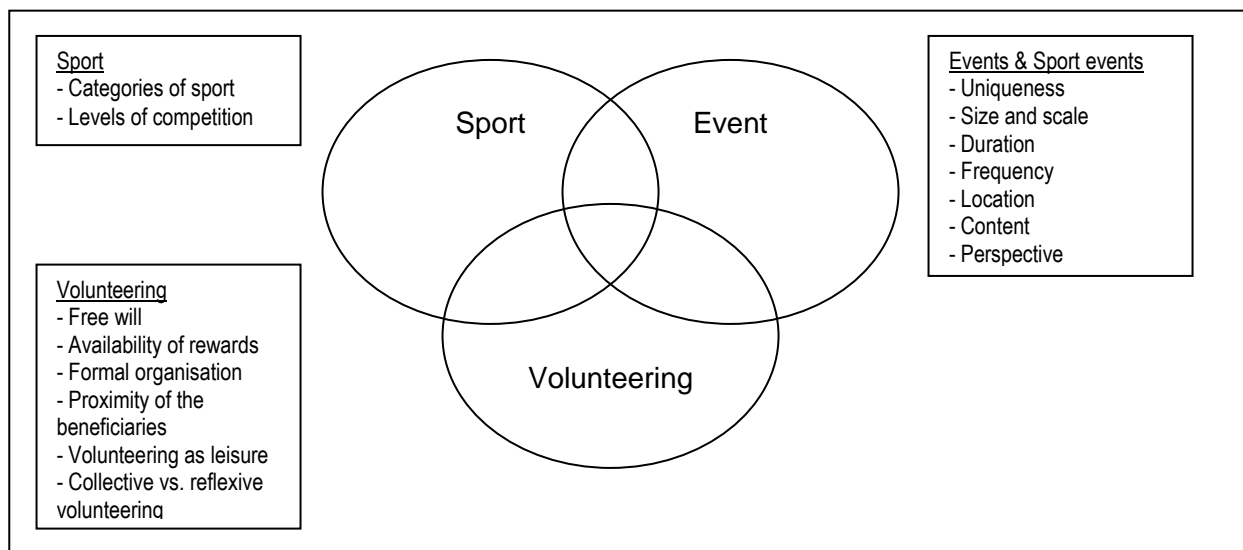 Sport
- Categories of sport
- Levels of competition
Sport
Event
Events & Sport events
- Uniqueness
- Size and scale
- Duration
- Frequency
- Location
- Content
- Perspective
Volunteering
- Free will
- Availability of rewards
- Formal organisation
- Proximity of the
beneficiaries
- Volunteering as leisure
- Collective vs. reflexive
volunteering
Volunteering